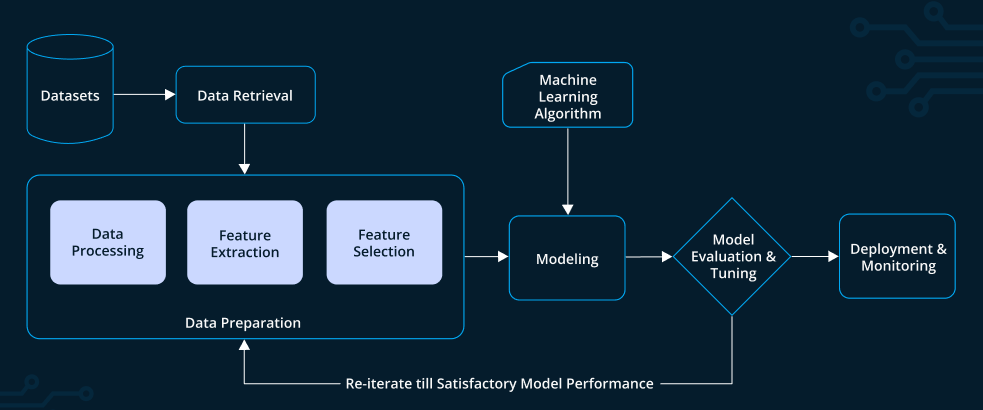 Datasets
Data Retrieval
Machine
Learning
Algorithm
Data
Processing
Feature
Extraction
Feature
Selection
Data Preparation
Modeling
Model
Evaluation &
Tuning
Deployment &
Monitoring
Re-iterate till Satisfactory Model Performance